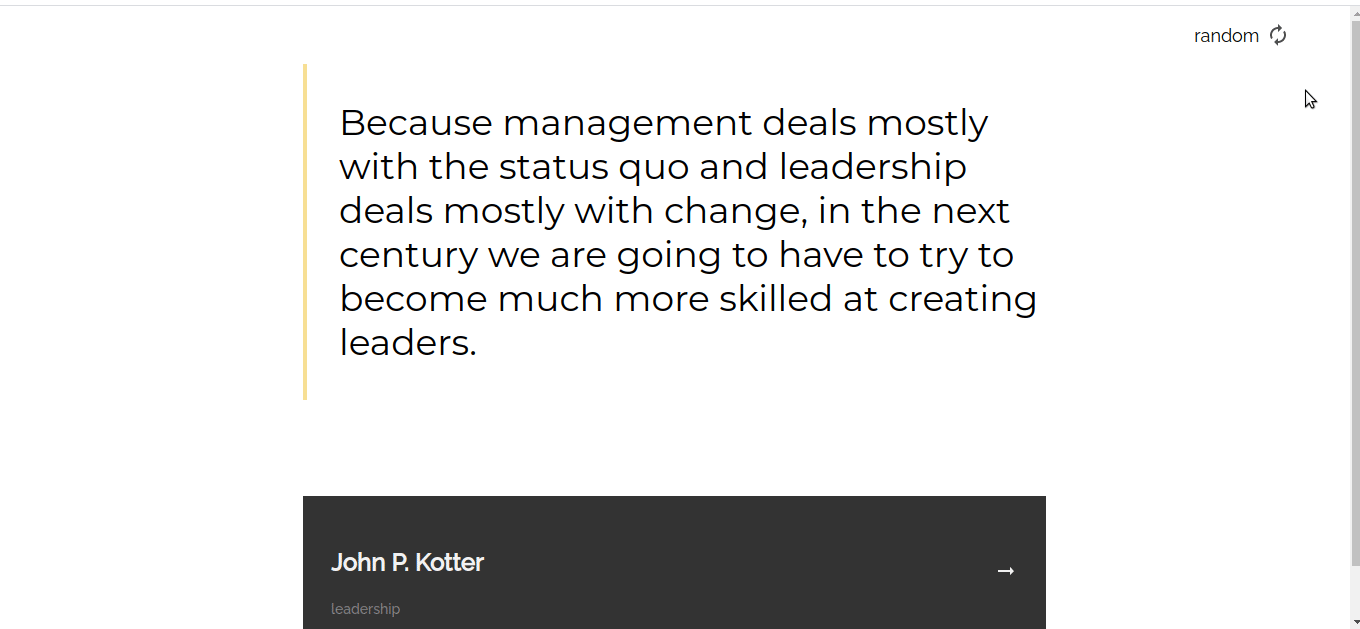 random
Because management deals mostly
with the status quo and leadership
deals mostly with change, in the next
century we are going to have to try to
become much more skilled at creating
leaders.
John P. Kotter
leadership